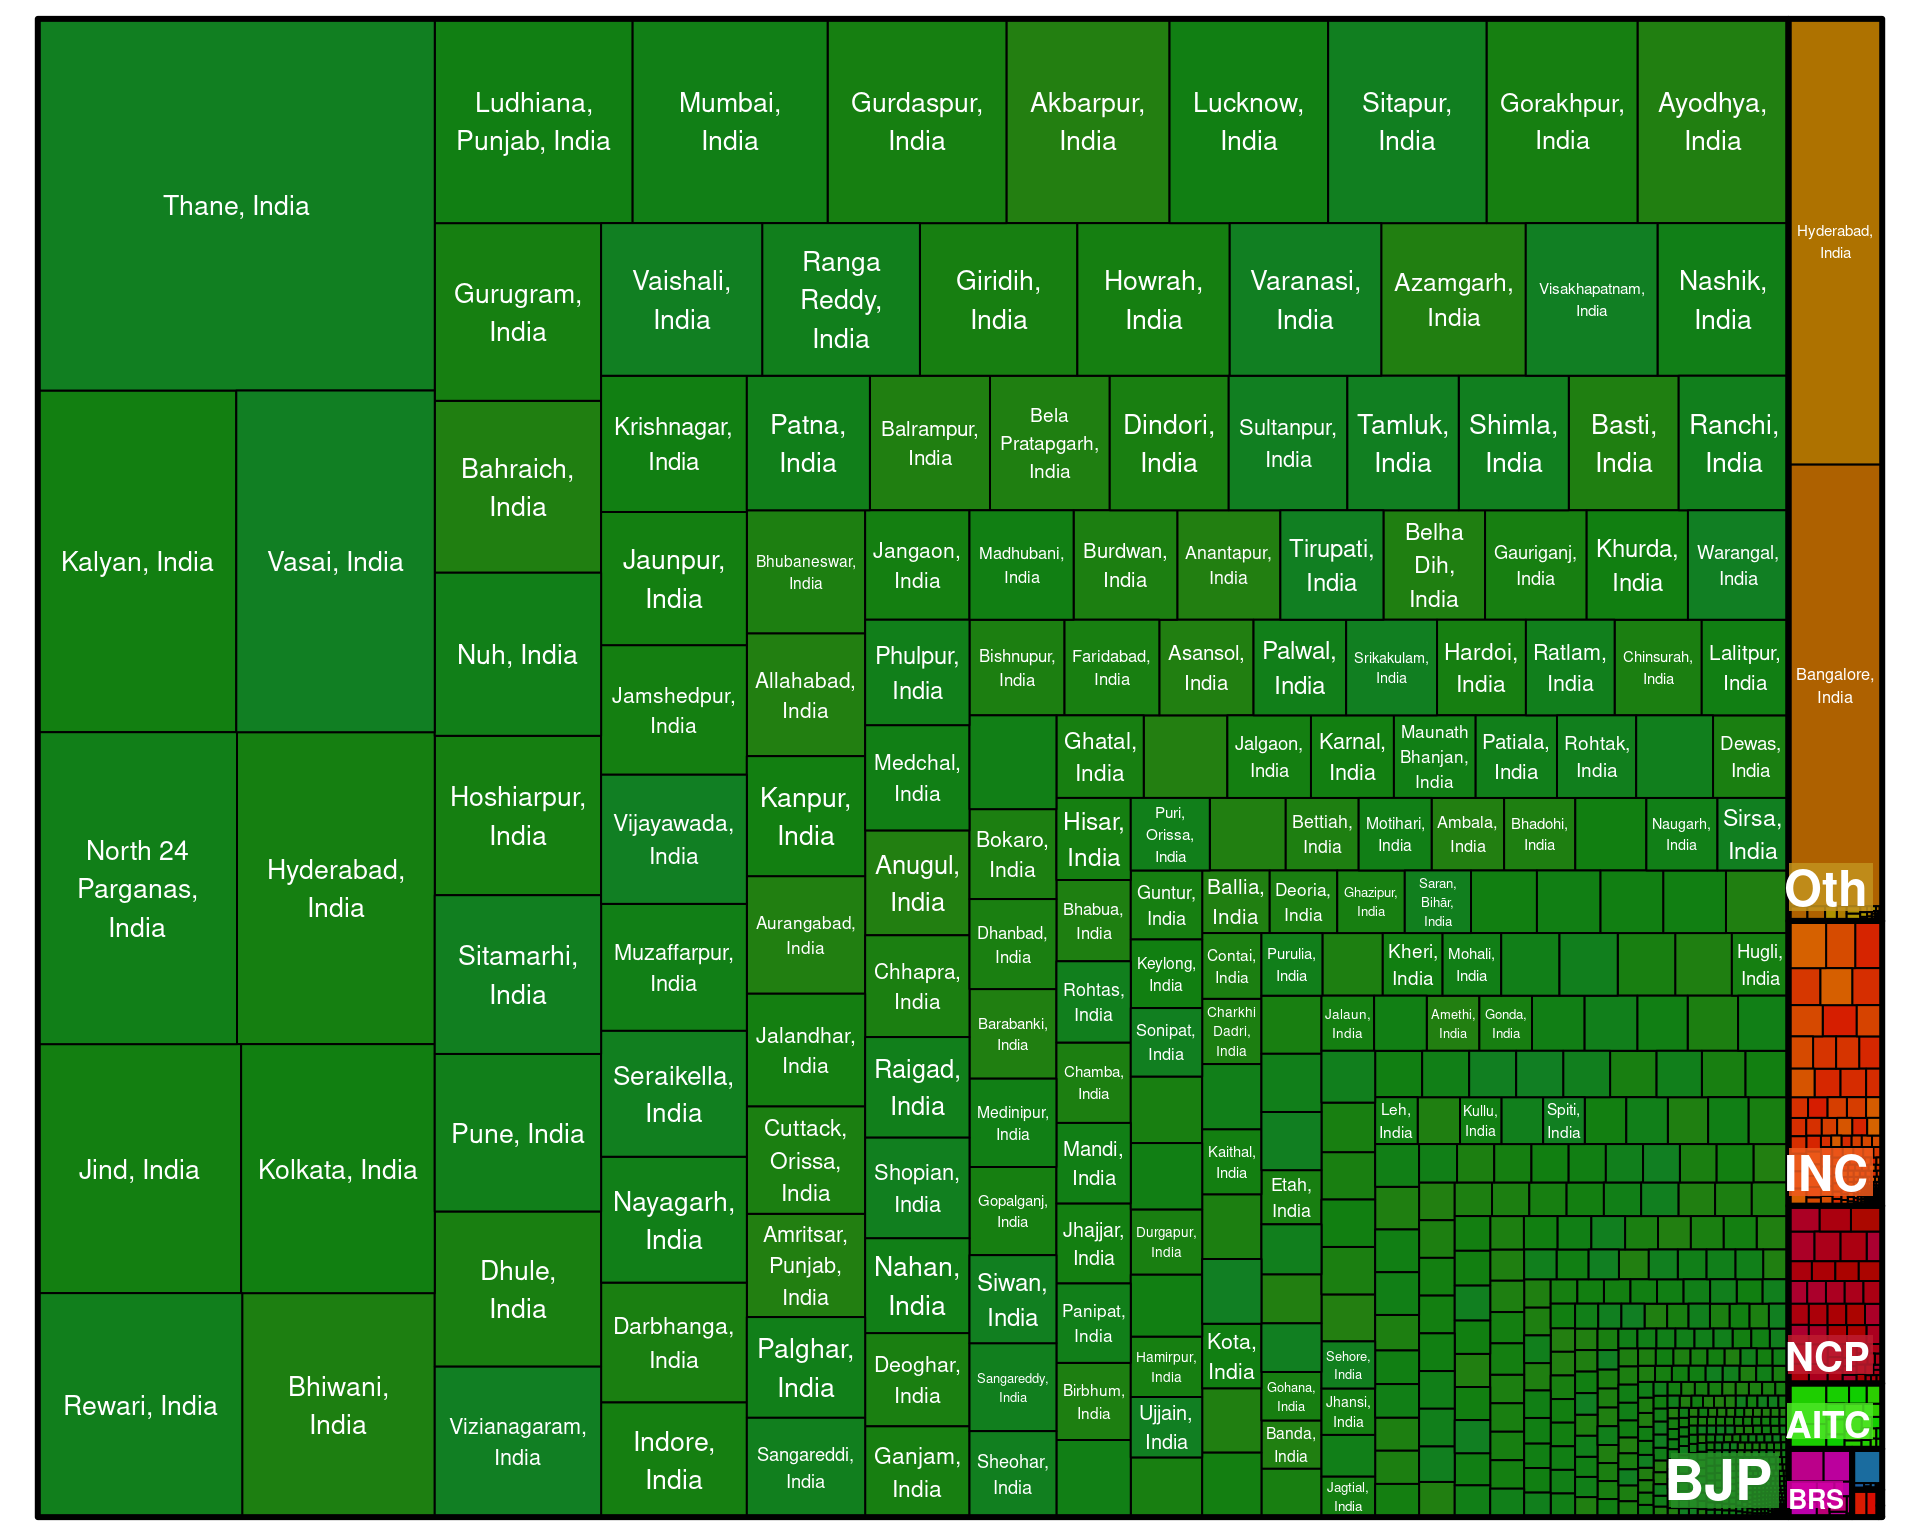 Thane, India
Kalyan, India
Vasai, India
North 24
Parganas,
India
Hyderabad,
India
Jind, India
Kolkata, India
Rewari, India
Bhiwani,
India
Ludhiana,
Punjab, India
Mumbai,
India
Gurdaspur,
India
Akbarpur,
India
Lucknow,
India
Sitapur,
India
Gorakhpur,
India
Ayodhya,
India
Gurugram,
India
Bahraich,
India
Nuh, India
Hoshiarpur,
India
Sitamarhi,
India
Pune, India
Dhule,
India
Vizianagaram,
India
Vaishali,
India
Ranga
Reddy,
India
Giridih,
India
Howrah,
India
Varanasi,
India
Azamgarh,
India
Visakhapatnam,
India
Nashik,
India
Krishnagar,
India
Jaunpur,
India
Jamshedpur,
India
Vijayawada,
India
Muzaffarpur,
India
Seraikella,
India
Nayagarh,
India
Darbhanga,
India
Indore,
India
Patna,
India
Balrampur,
India
Bela
Pratapgarh,
India
Dindori,
India
Sultanpur,
India
Tamluk,
India
Shimla,
India
Basti,
India
Ranchi,
India
Bhubaneswar,
India
Allahabad,
India
Kanpur,
India
Aurangabad,
India
Jalandhar,
India
Cuttack,
Orissa,
India
Amritsar,
Punjab,
India
Palghar,
India
Sangareddi,
India
Jangaon,
India
Madhubani,
India
Burdwan,
India
Anantapur,
India
Tirupati,
India
Belha
Dih,
India
Gauriganj,
India
Khurda,
India
Warangal,
India
Phulpur,
India
Medchal,
India
Anugul,
India
Chhapra,
India
Raigad,
India
Shopian,
India
Nahan,
India
Deoghar,
India
Ganjam,
India
Bishnupur,
India
Faridabad,
India
Asansol,
India
Palwal,
India
Srikakulam,
India
Hardoi,
India
Ratlam,
India
Chinsurah,
India
Lalitpur,
India
Bokaro,
India
Dhanbad,
India
Barabanki,
India
Medinipur,
India
Gopalganj,
India
Siwan,
India
Sangareddy,
India
Sheohar,
India
Ghatal,
India
Jalgaon,
India
Karnal,
India
Maunath
Bhanjan,
India
Patiala,
India
Rohtak,
India
Dewas,
India
Hisar,
India
Bhabua,
India
Rohtas,
India
Chamba,
India
Mandi,
India
Jhajjar,
India
Panipat,
India
Birbhum,
India
Puri,
Orissa,
India
Bettiah,
India
Motihari,
India
Ambala,
India
Bhadohi,
India
Naugarh,
India
Sirsa,
India
Guntur,
India
Keylong,
India
Sonipat,
India
Durgapur,
India
Hamirpur,
India
Ujjain,
India
Ballia,
India
Deoria,
India
Ghazipur,
India
Saran,
Bihār,
India
Contai,
India
Charkhi
Dadri,
India
Kaithal,
India
Kota,
India
Purulia,
India
Kheri,
India
Mohali,
India
Hugli,
India
Etah,
India
Gohana,
India
Banda,
India
Jalaun,
India
Amethi,
India
Gonda,
India
Sehore,
India
Jhansi,
India
Jagtial,
India
Leh,
India
Kullu,
India
Spiti,
India
BJP
Hyderabad,
India
Bangalore,
India
Oth
INC
NCP
AITC
BRS